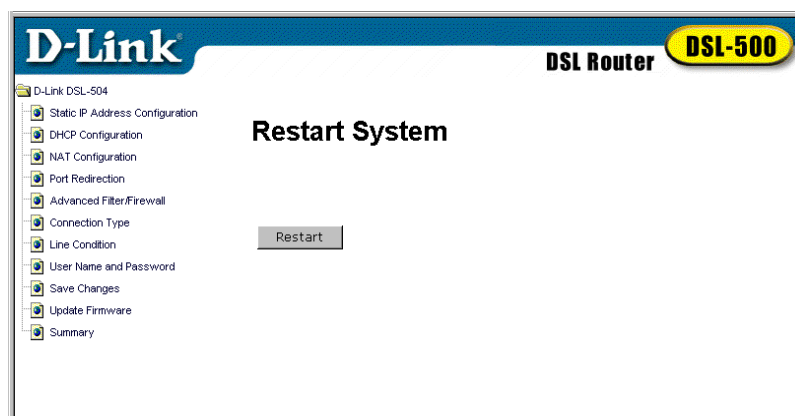 D-Link
DSL Router
DSL-500
D-Link DSL-504
Static IP Address Configuration
DHCP Configuration
NAT Configuration
Port Redirection
Advanced Filter/Firewall
Connection Type
Line Condition
User Name and Password
Save Changes
Update Firmware
Summary
Restart System
Restart